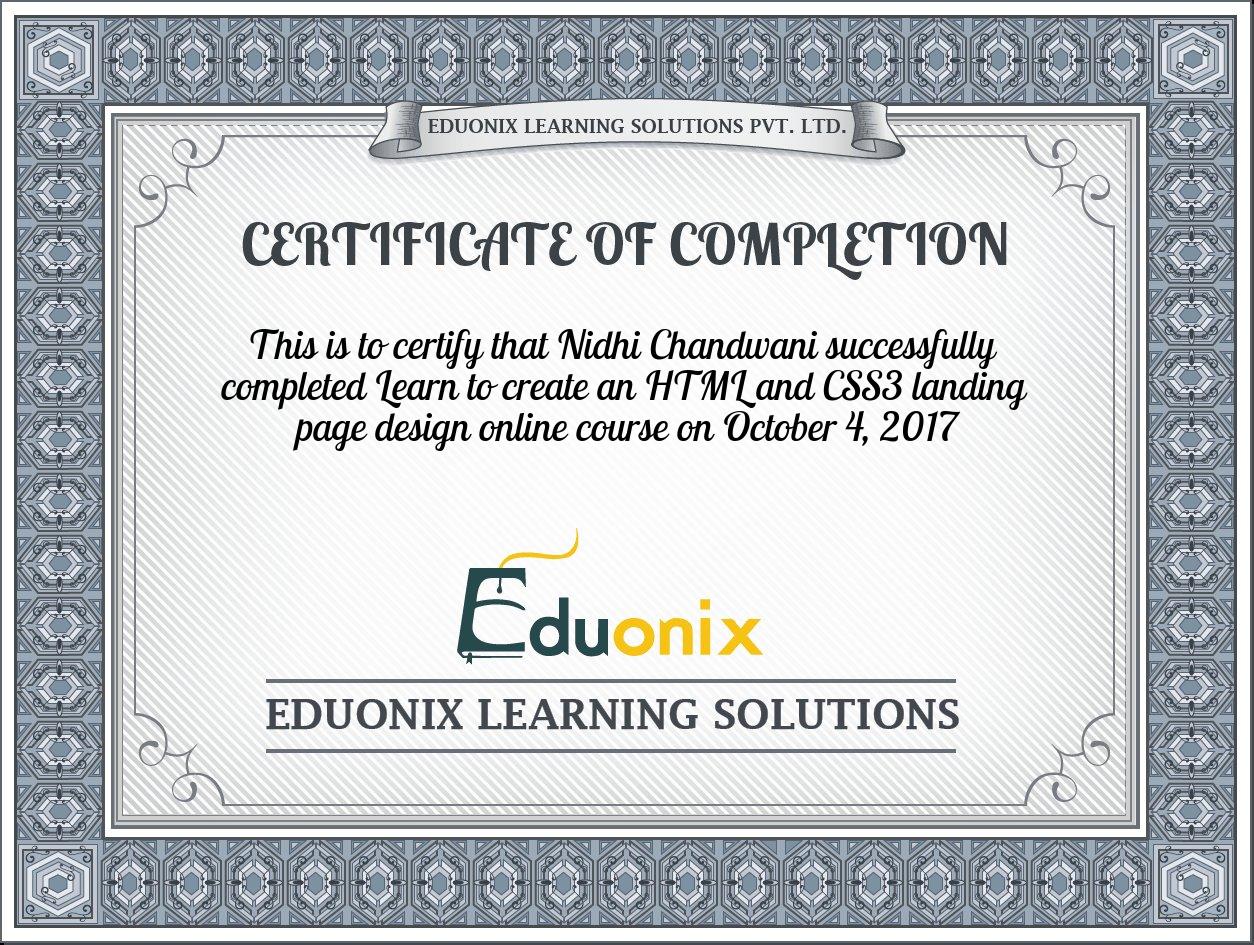 EDUONIX LEARNING SOLUTIONS PVT. LTD.
CERTIFICATE OF COMPLETION
This is to certify that Nidhi Chandwani successfully
completed Learn to create an HTML and CSS3 landing
page design online course on October 4, 2017
Eduonix
EDUONIX LEARNING SOLUTIONS